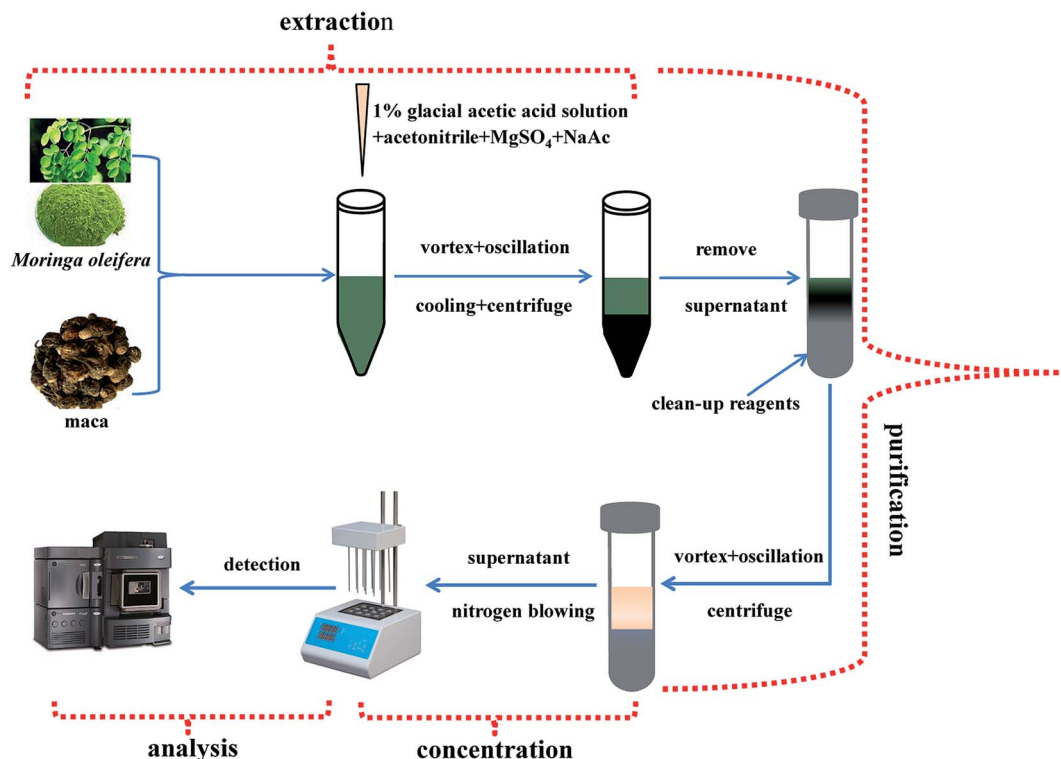 extraction
1% glacial acetic acid solution
+acetonitrile+MgSO₄+NaAc
Moringa oleifera
maca
vortex+oscillation
cooling+centrifuge
remove
supernatant
clean-up reagents
purification
vortex+oscillation
centrifuge
supernatant
nitrogen blowing
detection
analysis
concentration